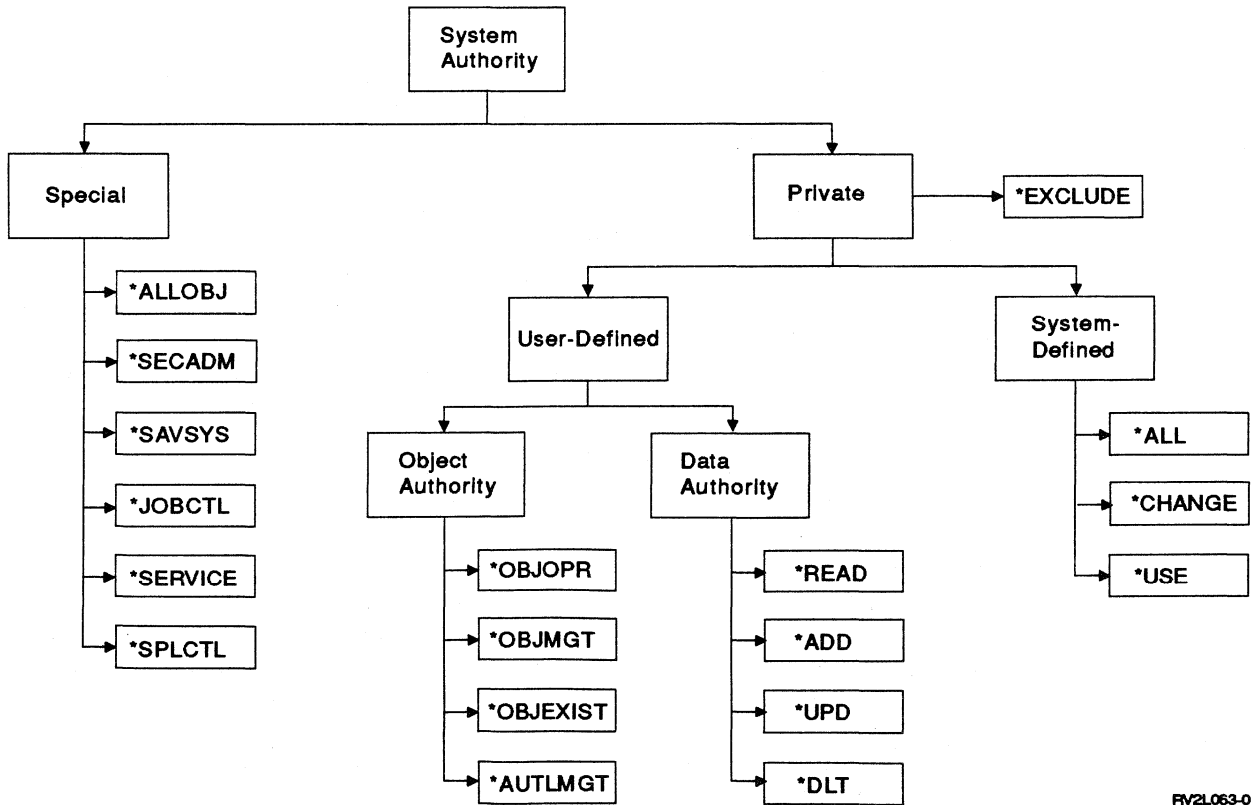 System
Authority
Special
Private
*EXCLUDE
*ALLOBJ
*SECADM
*SAVSYS
*JOBCTL
*SERVICE
*SPLCTL
User-Defined
System-
Defined
Object
Authority
Data
Authority
*OBJOPR
*OBJMGT
*OBJEXIST
*AUTLMGT
*READ
*ADD
*UPD
*DLT
*ALL
*CHANGE
*USE
RV2L063-0